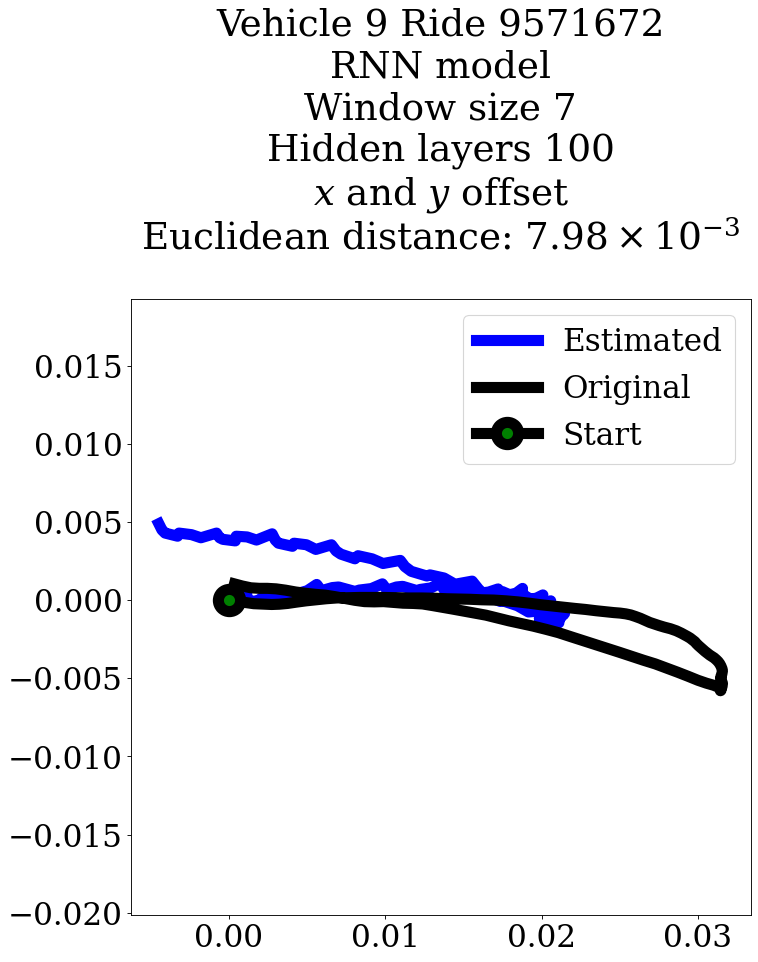 Vehicle 9 Ride 9571672
RNN model
Window size 7
Hidden layers 100
x and y offset
Euclidean distance: 7.98 × 10⁻³
Estimated
Original
Start
0.015
0.010
0.005
0.000
−0.005
−0.010
−0.015
−0.020
0.00 0.01 0.02 0.03